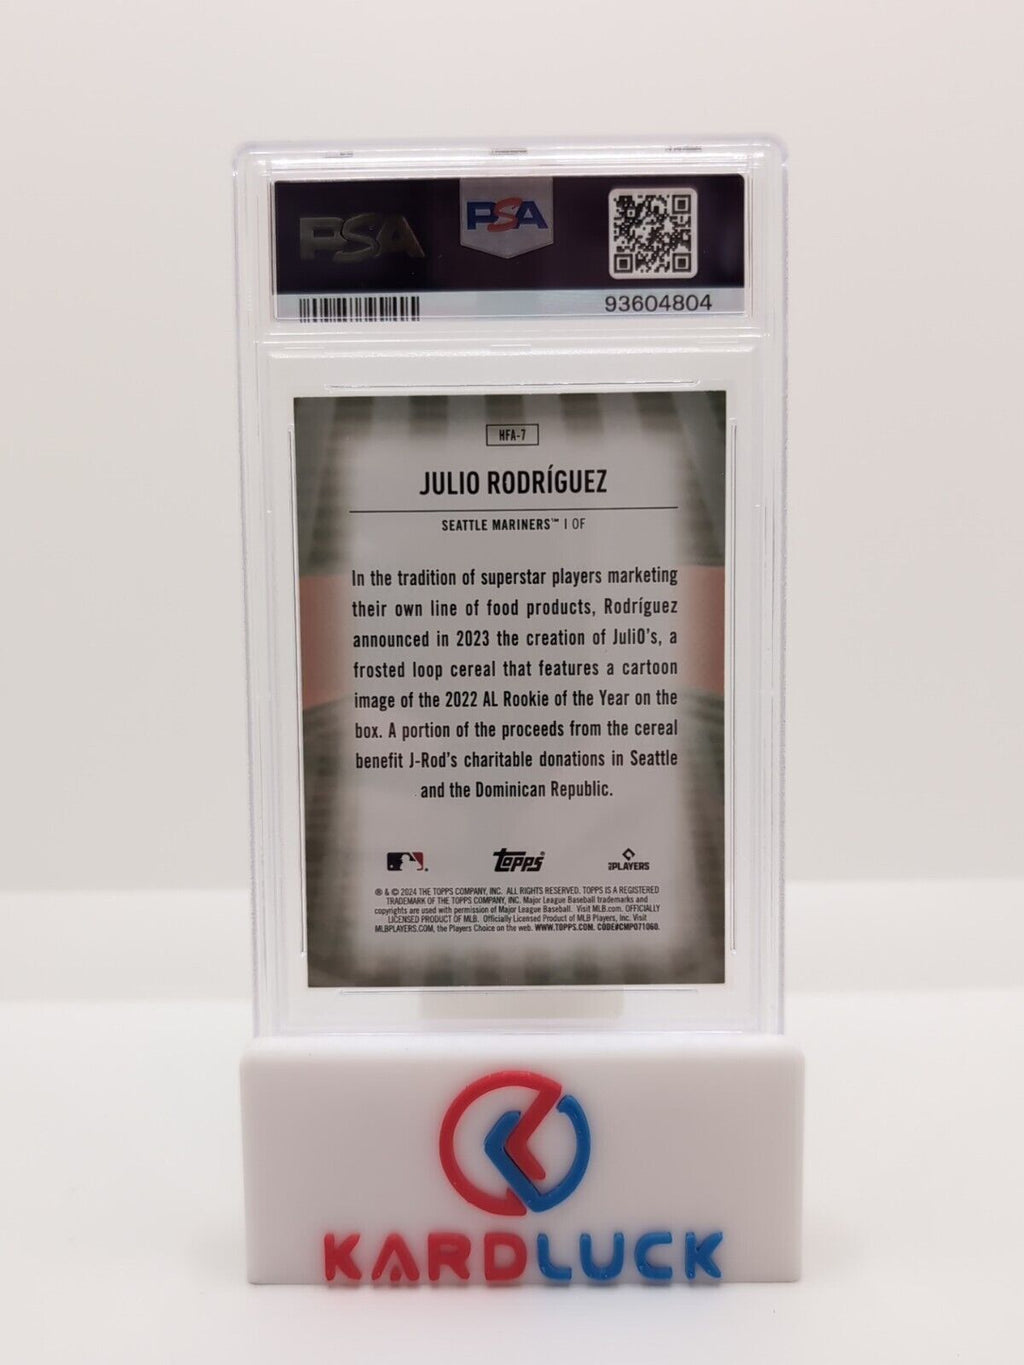 PSA
PSA
93604804
HFA-7
JULIO RODRÍGUEZ
SEATTLE MARINERS™ | OF
In the tradition of superstar players marketing
their own line of food products, Rodríguez
announced in 2023 the creation of JuliO's, a
frosted loop cereal that features a cartoon
image of the 2022 AL Rookie of the Year on the
box. A portion of the proceeds from the cereal
benefit J-Rod's charitable donations in Seattle
and the Dominican Republic.
topps®
PLAYERS
® & © 2024 THE TOPPS COMPANY, INC. ALL RIGHTS RESERVED. TOPPS IS A REGISTERED
TRADEMARK OF THE TOPPS COMPANY, INC. Major League Baseball trademarks and
copyrights are used with permission of Major League Baseball. Visit MLB.com. OFFICIALLY
LICENSED PRODUCT OF MLB. Officially Licensed Product of MLB Players, Inc. Visit
MLBPLAYERS.COM, the Players Choice on the web. WWW.TOPPS.COM. CODE#CMP071060.
KARDLUCK